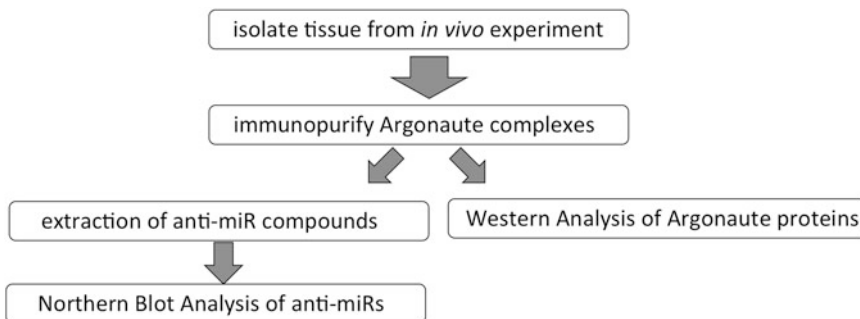 isolate tissue from in vivo experiment
immunopurify Argonaute complexes
extraction of anti-miR compounds
Western Analysis of Argonaute proteins
Northern Blot Analysis of anti-miRs